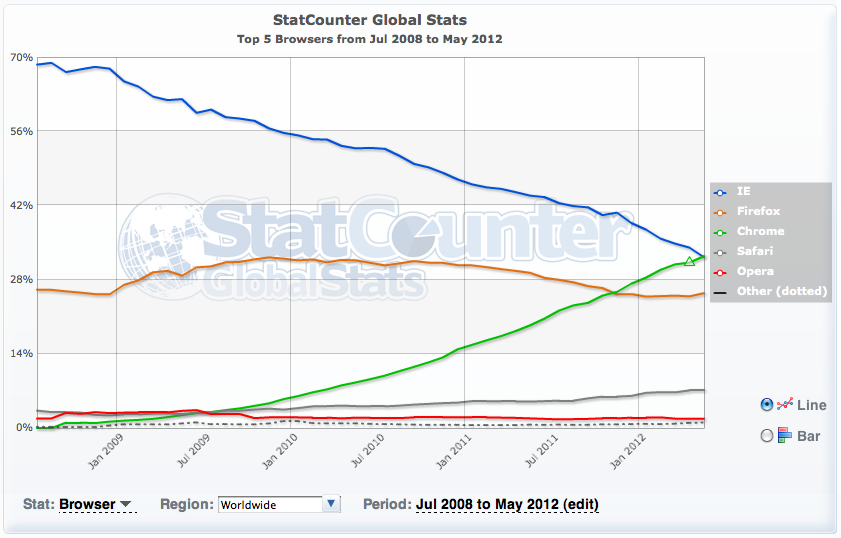 StatCounter Global Stats
Top 5 Browsers from Jul 2008 to May 2012
70%
56%
42%
28%
14%
0%
StatCounter
GlobalStats
IE
Firefox
Chrome
Safari
Opera
Other (dotted)
Jan 2009
Jul 2009
Jan 2010
Jul 2010
Jan 2011
Jul 2011
Jan 2012
Line
Bar
Stat: Browser Region: Worldwide Period: Jul 2008 to May 2012 (edit)